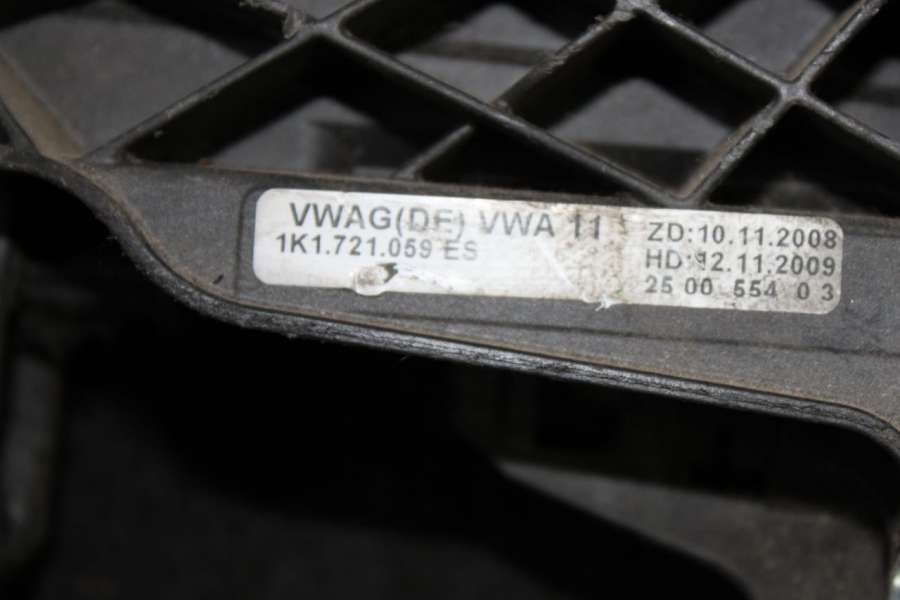 VWAG(DE) VWA 11
1K1.721.059 ES
ZD:10.11.2008
HD:12.11.2009
25 00 554 0 3